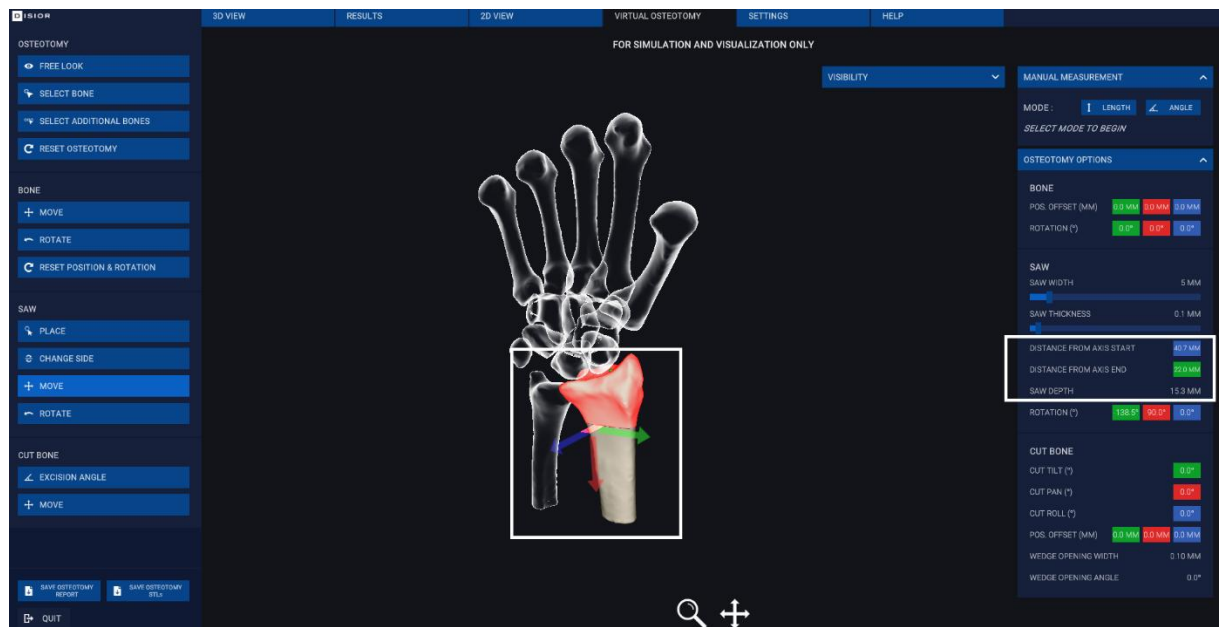 DISIOR
3D VIEW
RESULTS
2D VIEW
VIRTUAL OSTEOTOMY
SETTINGS
HELP
OSTEOTOMY
FREE LOOK
SELECT BONE
SELECT ADDITIONAL BONES
RESET OSTEOTOMY
BONE
MOVE
ROTATE
RESET POSITION & ROTATION
SAW
PLACE
CHANGE SIDE
MOVE
ROTATE
CUT BONE
EXCISION ANGLE
MOVE
SAVE OSTEOTOMY
REPORT
SAVE OSTEOTOMY
STLs
QUIT
FOR SIMULATION AND VISUALIZATION ONLY
VISIBILITY
MANUAL MEASUREMENT
MODE : LENGTH ANGLE
SELECT MODE TO BEGIN
OSTEOTOMY OPTIONS
BONE
POS. OFFSET (MM) 0.0 MM 0.0 MM 0.0 MM
ROTATION (°) 0.0° 0.0° 0.0°
SAW
SAW WIDTH 5 MM
SAW THICKNESS 0.1 MM
DISTANCE FROM AXIS START 40.7 MM
DISTANCE FROM AXIS END 22.0 MM
SAW DEPTH 15.3 MM
ROTATION (°) 138.5° 90.0° 0.0°
CUT BONE
CUT TILT (°) 0.0°
CUT PAN (°) 0.0°
CUT ROLL (°) 0.0°
POS. OFFSET (MM) 0.0 MM 0.0 MM 0.0 MM
WEDGE OPENING WIDTH 0.10 MM
WEDGE OPENING ANGLE 0.0°